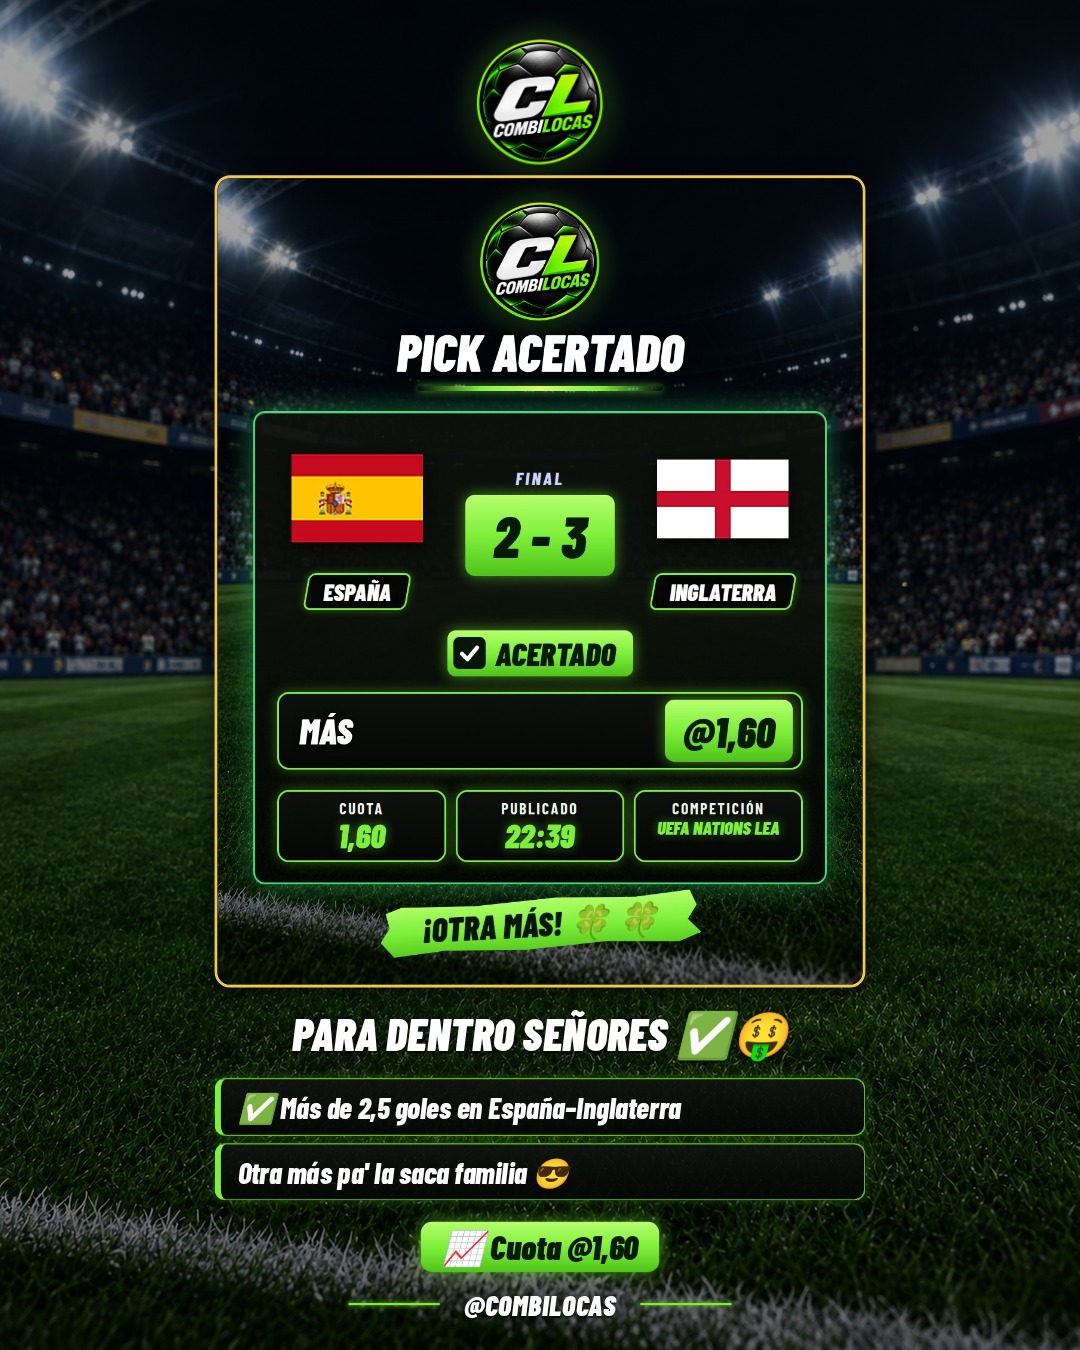 CL
COMBILOCAS
CL
COMBILOCAS
PICK ACERTADO
FINAL
2 - 3
ESPAÑA
INGLATERRA
✅ ACERTADO
MÁS
@1,60
CUOTA
1,60
PUBLICADO
22:39
COMPETICIÓN
UEFA NATIONS LEA
¡OTRA MÁS! 🍀 🍀
PARA DENTRO SEÑORES ✅🤑
✅ Más de 2,5 goles en España-Inglaterra
Otra más pa' la saca familia 😎
📈 Cuota @1,60
@COMBILOCAS